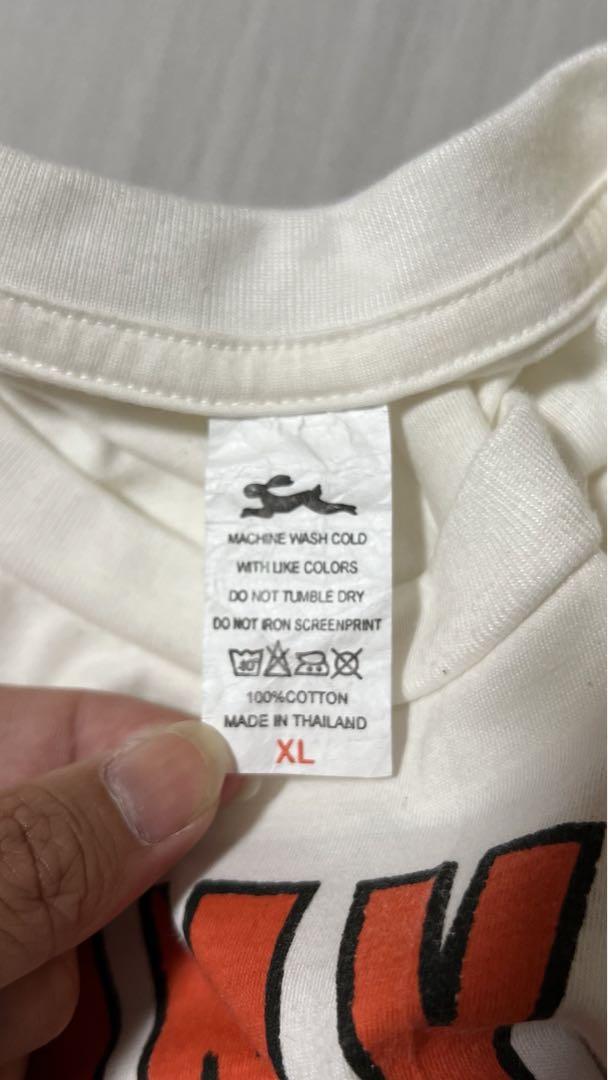 MACHINE WASH COLD
WITH LIKE COLORS
DO NOT TUMBLE DRY
DO NOT IRON SCREENPRINT
40°
100%COTTON
MADE IN THAILAND
XL